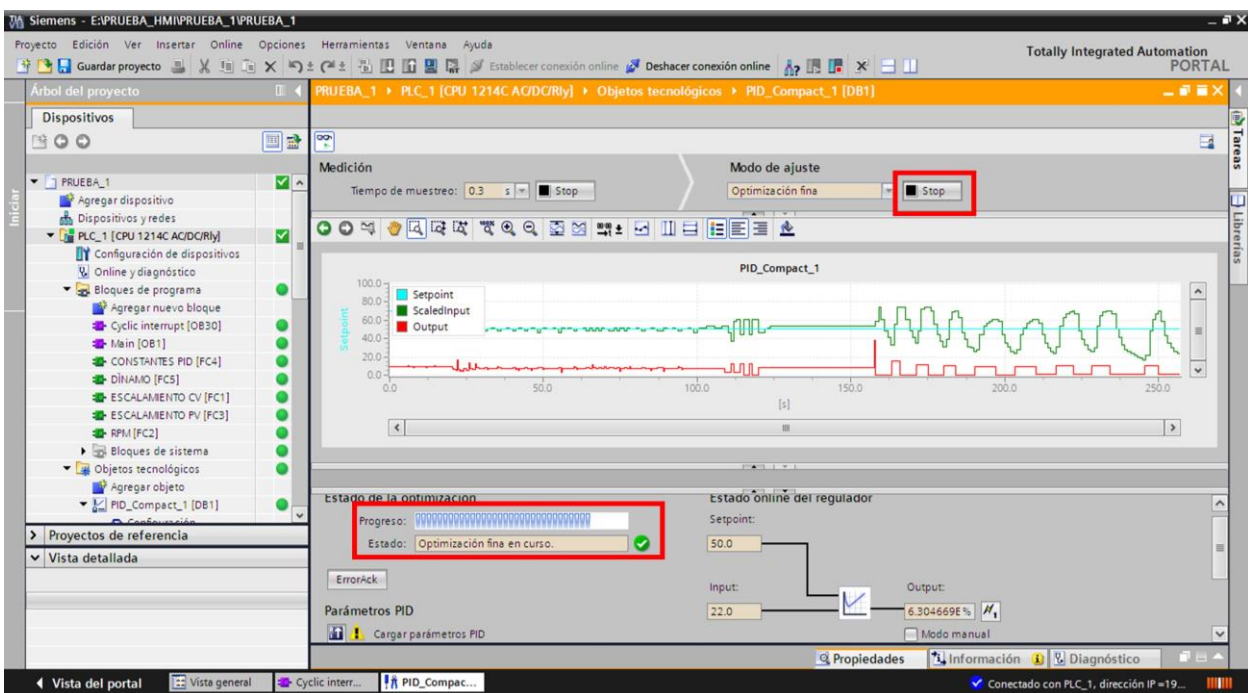 Siemens - E:\PRUEBA_HMI\PRUEBA_1\PRUEBA_1
Proyecto Edición Ver Insertar Online Opciones Herramientas Ventana Ayuda
Totally Integrated Automation
PORTAL
Guardar proyecto
Establecer conexión online
Deshacer conexión online
Árbol del proyecto
PRUEBA_1 PLC_1 [CPU 1214C AC/DC/Rly] Objetos tecnológicos PID_Compact_1 [DB1]
Dispositivos
Iniciar
PRUEBA_1
Agregar dispositivo
Dispositivos y redes
PLC_1 [CPU 1214C AC/DC/Rly]
Configuración de dispositivos
Online y diagnóstico
Bloques de programa
Agregar nuevo bloque
Cyclic interrupt [OB30]
Main [OB1]
CONSTANTES PID [FC4]
DÍNAMO [FC5]
ESCALAMIENTO CV [FC1]
ESCALAMIENTO PV [FC3]
RPM [FC2]
Bloques de sistema
Objetos tecnológicos
Agregar objeto
PID_Compact_1 [DB1]
Configuración
Proyectos de referencia
Vista detallada
Medición
Tiempo de muestreo: 0.3 s Stop
Modo de ajuste
Optimización fina Stop
PID_Compact_1
Setpoint
100.0
80.0
60.0
40.0
20.0
0.0
Setpoint
ScaledInput
Output
0.0 50.0 100.0 150.0 200.0 250.0
[s]
Estado de la optimización
Progreso:
Estado: Optimización fina en curso.
ErrorAck
Parámetros PID
Cargar parámetros PID
Estado online del regulador
Setpoint:
50.0
Input:
22.0
Output:
6.304669E %
Modo manual
Propiedades Información Diagnóstico
Tareas
Librerías
Vista del portal Vista general Cyclic interr... PID_Compac...
Conectado con PLC_1, dirección IP =19...